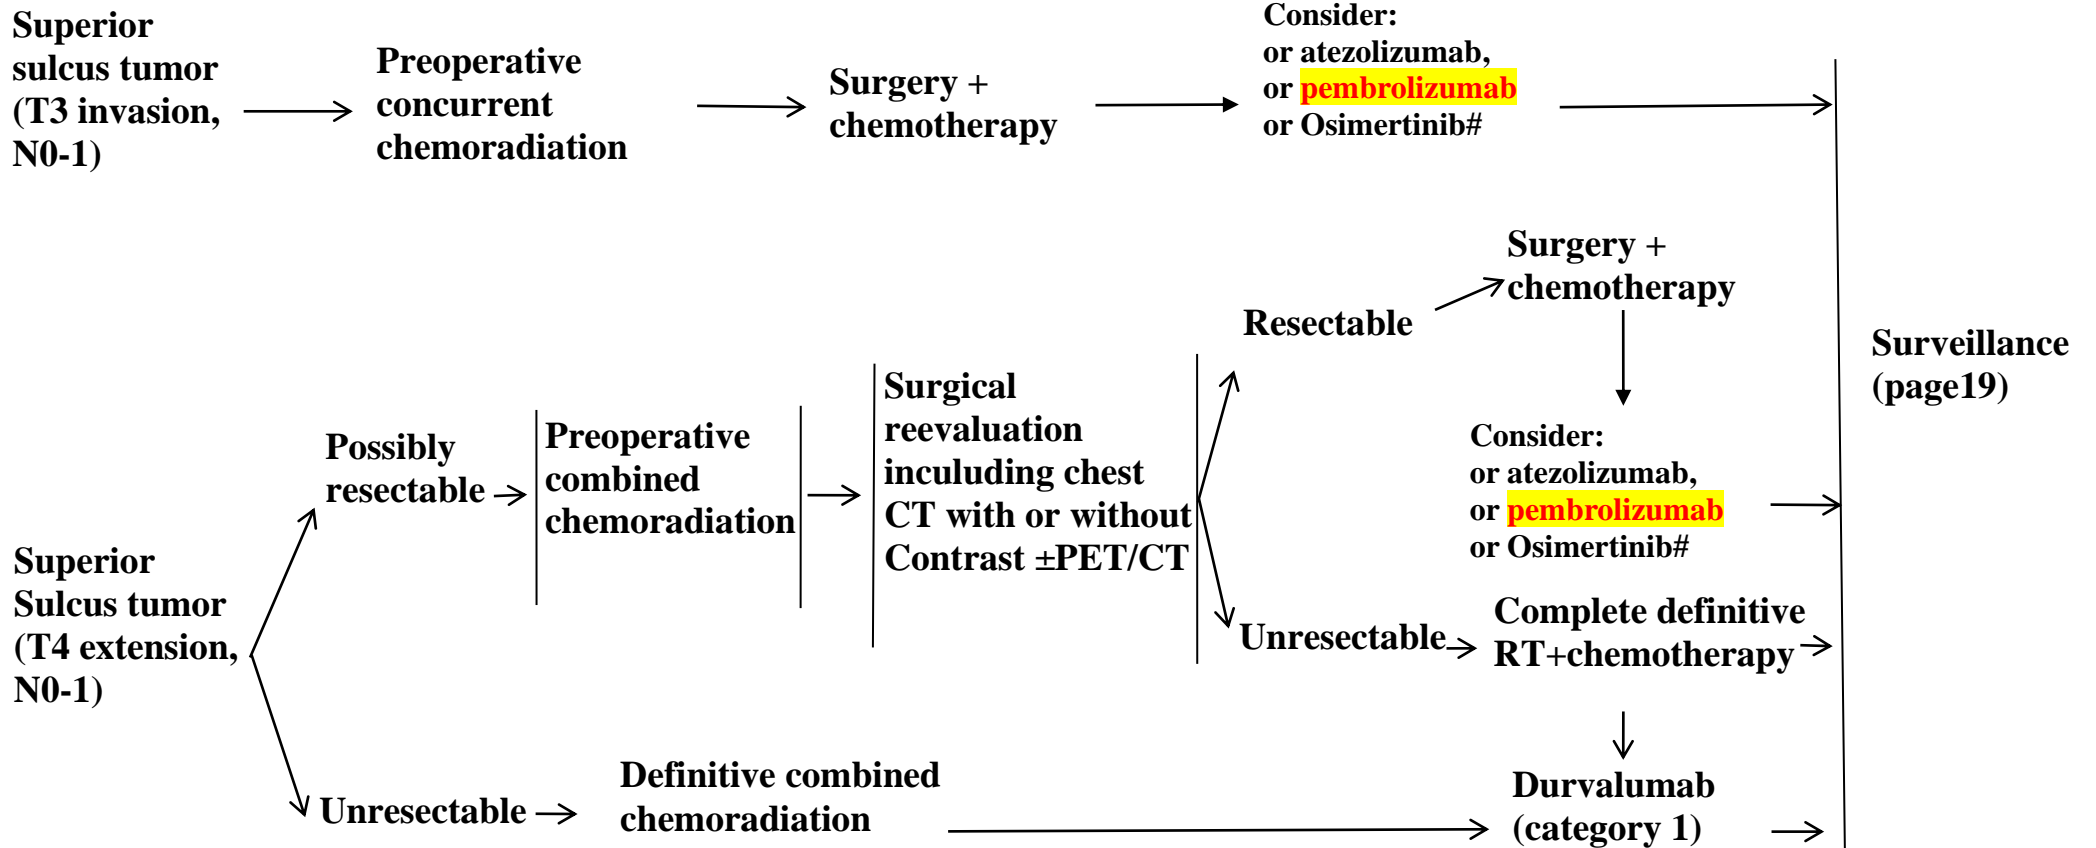 Superior
sulcus tumor
(T3 invasion,
N0-1)
Preoperative
concurrent
chemoradiation
Surgery +
chemotherapy
Consider:
or atezolizumab,
or pembrolizumab
or Osimertinib#
Superior
Sulcus tumor
(T4 extension,
N0-1)
Possibly
resectable
Preoperative
combined
chemoradiation
Surgical
reevaluation
inculuding chest
CT with or without
Contrast ±PET/CT
Resectable
Surgery +
chemotherapy
Consider:
or atezolizumab,
or pembrolizumab
or Osimertinib#
Unresectable
Complete definitive
RT+chemotherapy
Unresectable
Definitive combined
chemoradiation
Durvalumab
(category 1)
Surveillance
(page19)